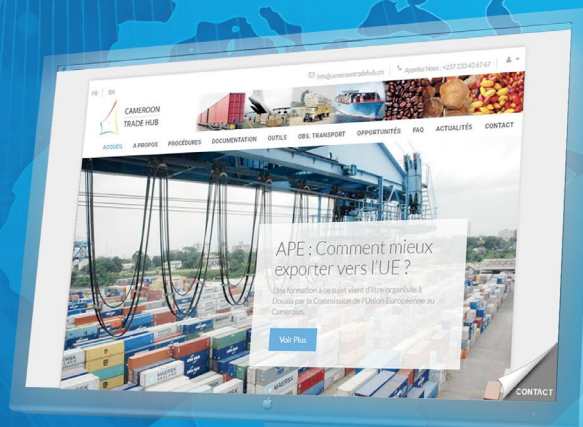 FR | EN
info@cameroontradehub.cm
Appelez Nous : +237 233 43 67 67
CAMEROON
TRADE HUB
ACCUEIL A PROPOS PROCÉDURES DOCUMENTATION OUTILS OBS. TRANSPORT OPPORTUNITÉS FAQ ACTUALITÉS CONTACT
APE : Comment mieux
exporter vers l'UE ?
Une formation à ce sujet vient d'être organisée à
Douala par la Commission de l'Union Européenne au
Cameroun.
Voir Plus
MAERSK
CONTACT